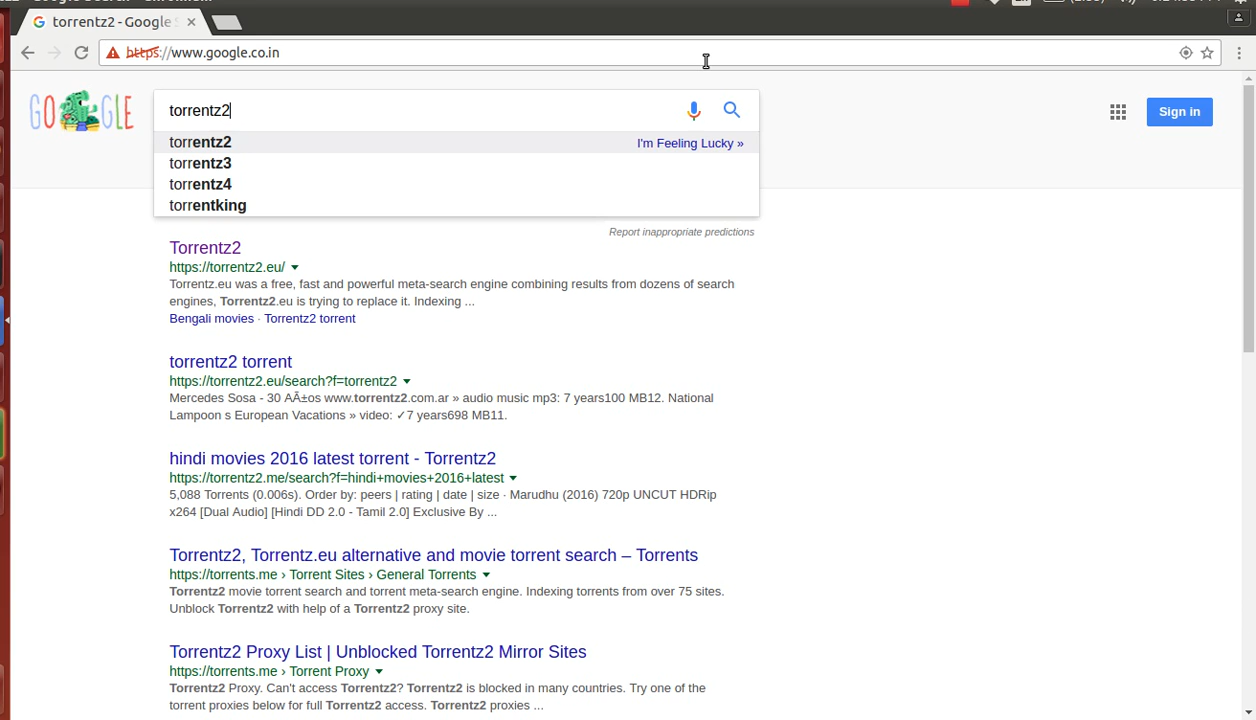 torrentz2 - Google S
https://www.google.co.in
GO GLE
torrentz2
Sign in
torrentz2
I'm Feeling Lucky »
torrentz3
torrentz4
torrentking
Report inappropriate predictions
Torrentz2
https://torrentz2.eu/
Torrentz.eu was a free, fast and powerful meta-search engine combining results from dozens of search
engines, Torrentz2.eu is trying to replace it. Indexing ...
Bengali movies · Torrentz2 torrent
torrentz2 torrent
https://torrentz2.eu/search?f=torrentz2
Mercedes Sosa - 30 AÃ±os www.torrentz2.com.ar » audio music mp3: 7 years100 MB12. National
Lampoon s European Vacations » video: ✓7 years698 MB11.
hindi movies 2016 latest torrent - Torrentz2
https://torrentz2.me/search?f=hindi+movies+2016+latest
5,088 Torrents (0.006s). Order by: peers | rating | date | size · Marudhu (2016) 720p UNCUT HDRip
x264 [Dual Audio] [Hindi DD 2.0 - Tamil 2.0] Exclusive By ...
Torrentz2, Torrentz.eu alternative and movie torrent search – Torrents
https://torrents.me › Torrent Sites › General Torrents
Torrentz2 movie torrent search and torrent meta-search engine. Indexing torrents from over 75 sites.
Unblock Torrentz2 with help of a Torrentz2 proxy site.
Torrentz2 Proxy List | Unblocked Torrentz2 Mirror Sites
https://torrents.me › Torrent Proxy
Torrentz2 Proxy. Can't access Torrentz2? Torrentz2 is blocked in many countries. Try one of the
torrent proxies below for full Torrentz2 access. Torrentz2 proxies ...